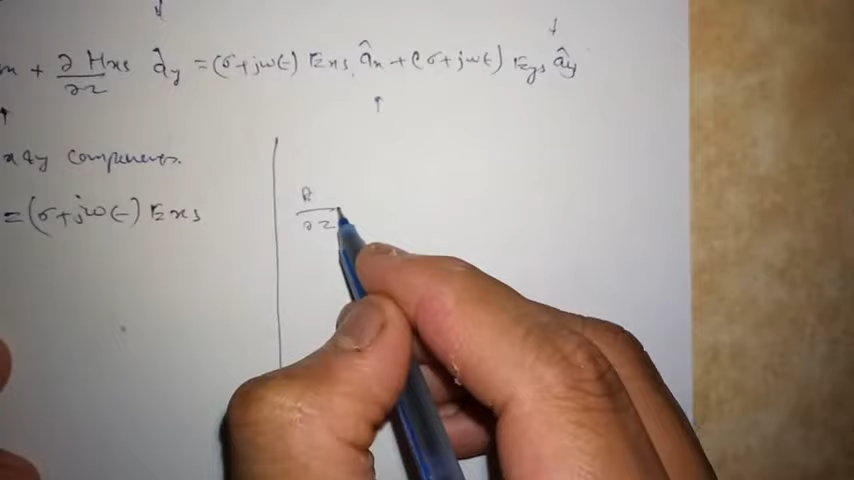 + ∂Hxs/∂z ây = (σ+jωϵ) Exs âx + (σ+jωϵ) Eys ây
x & y components.
= (σ+jωϵ) Exs
∂/∂z